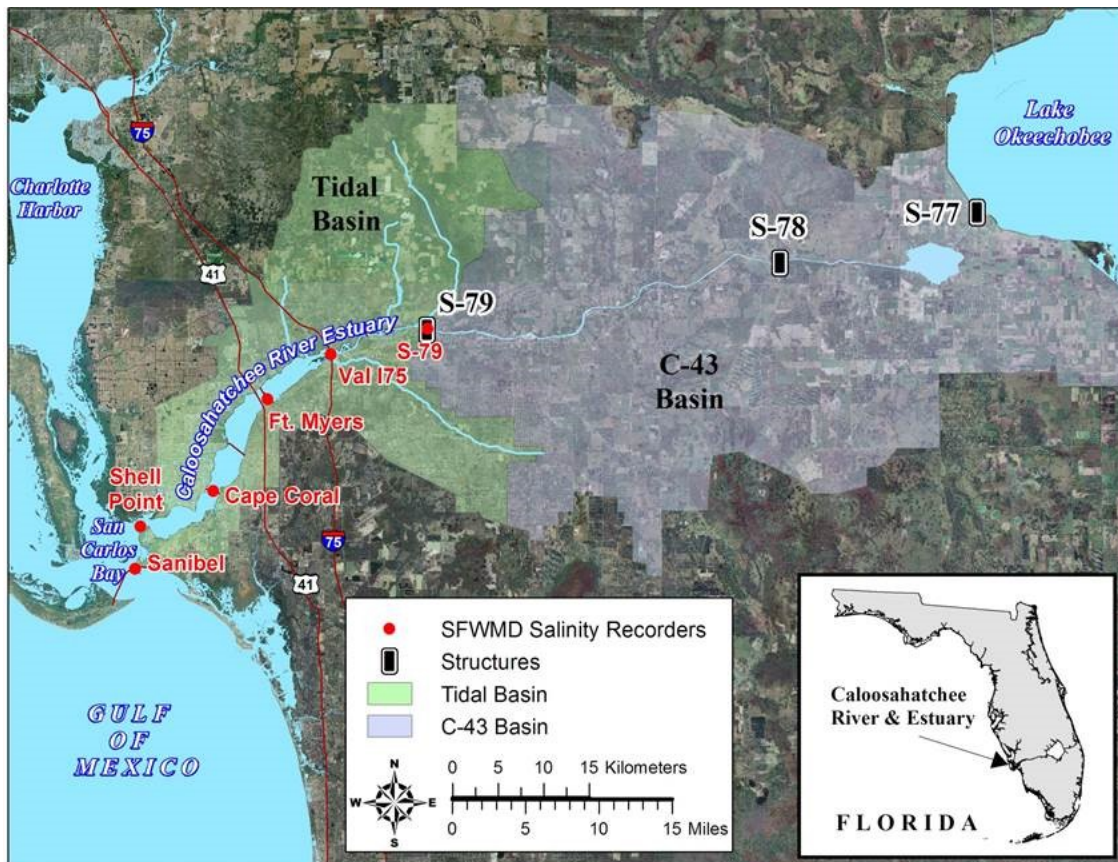 Lake
Okeechobee
75
Charlotte
Harbor
Tidal
Basin
S-77
S-78
41
S-79
S-79
Caloosahatchee River Estuary
Val I75
C-43
Basin
Ft. Myers
Shell
Point
Cape Coral
San
Carlos
Bay
Sanibel
75
41
GULF
OF
MEXICO
SFWMD Salinity Recorders
Structures
Tidal Basin
C-43 Basin
N
W E
S
0 5 10 15 Kilometers
0 5 10 15 Miles
Caloosahatchee
River & Estuary
FLORIDA